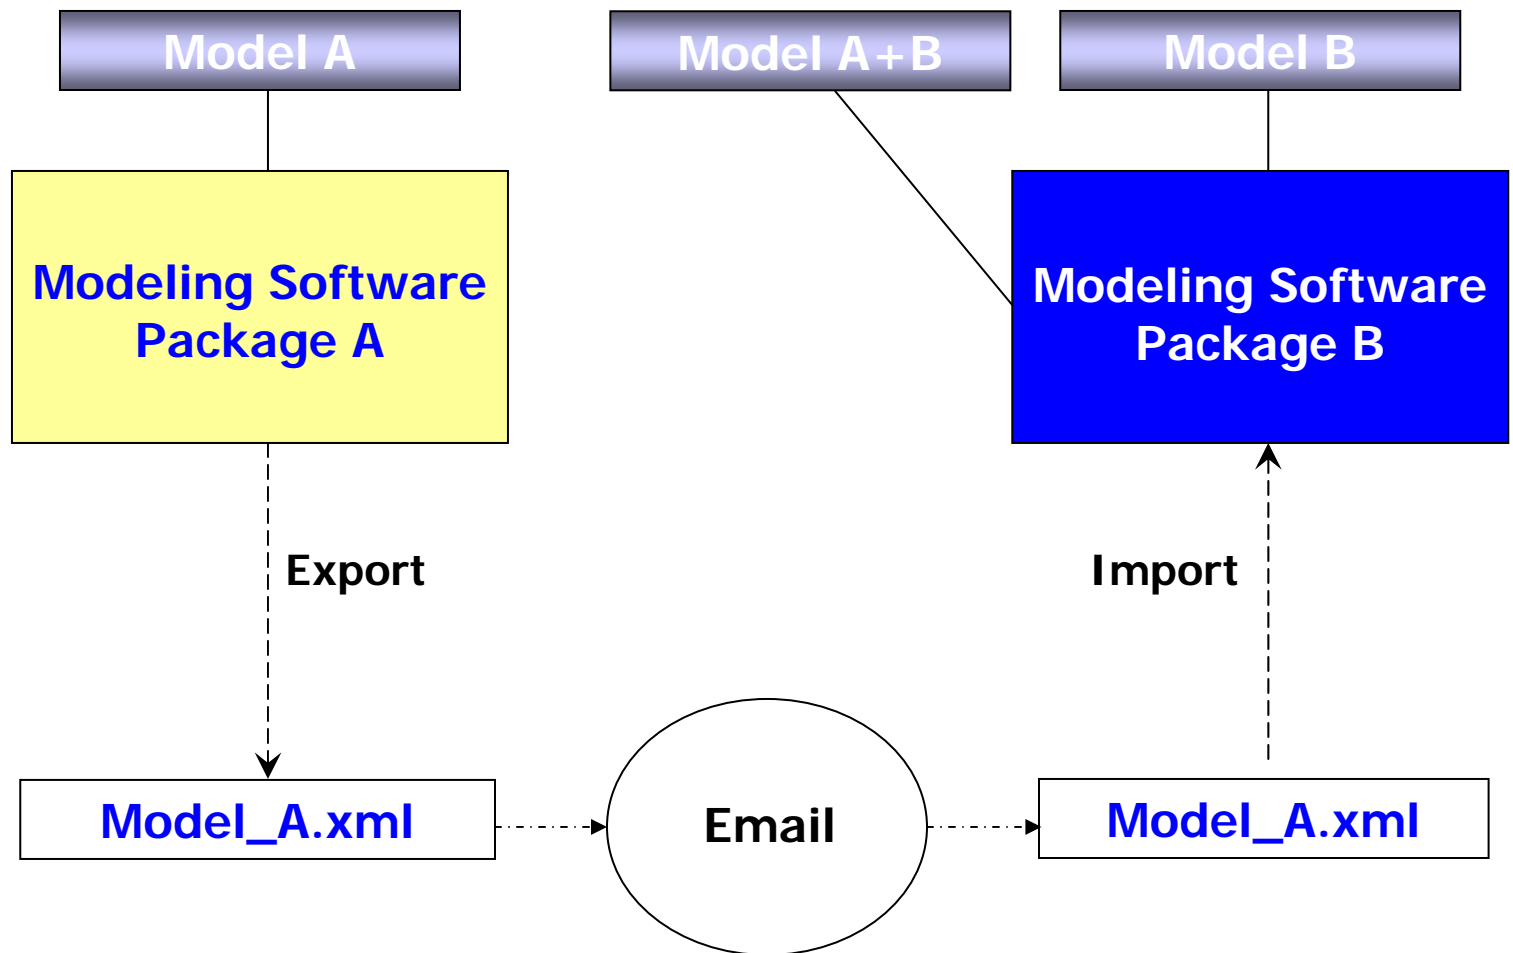 Model A
Model A+B
Model B
Modeling Software
Package A
Modeling Software
Package B
Export
Import
Model_A.xml
Email
Model_A.xml